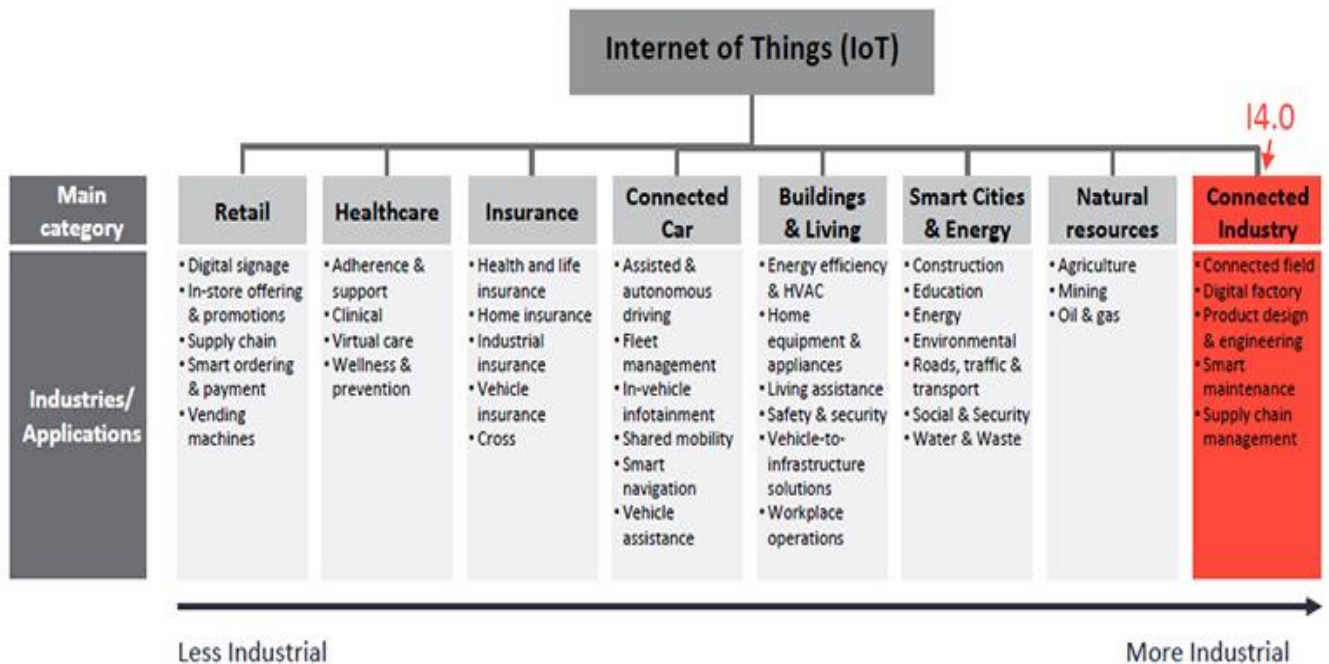 Internet of Things (IoT)
I4.0
Main
category
Retail
Healthcare
Insurance
Connected
Car
Buildings
& Living
Smart Cities
& Energy
Natural
resources
Connected
Industry
Industries/
Applications
• Digital signage
• In-store offering
& promotions
• Supply chain
• Smart ordering
& payment
• Vending
machines
• Adherence &
support
• Clinical
• Virtual care
• Wellness &
prevention
• Health and life
insurance
• Home insurance
• Industrial
insurance
• Vehicle
insurance
• Cross
• Assisted &
autonomous
driving
• Fleet
management
• In-vehicle
infotainment
• Shared mobility
• Smart
navigation
• Vehicle
assistance
• Energy efficiency
& HVAC
• Home
equipment &
appliances
• Living assistance
• Safety & security
• Vehicle-to-
infrastructure
solutions
• Workplace
operations
• Construction
• Education
• Energy
• Environmental
• Roads, traffic &
transport
• Social & Security
• Water & Waste
• Agriculture
• Mining
• Oil & gas
• Connected field
• Digital factory
• Product design
& engineering
• Smart
maintenance
• Supply chain
management
Less Industrial
More Industrial